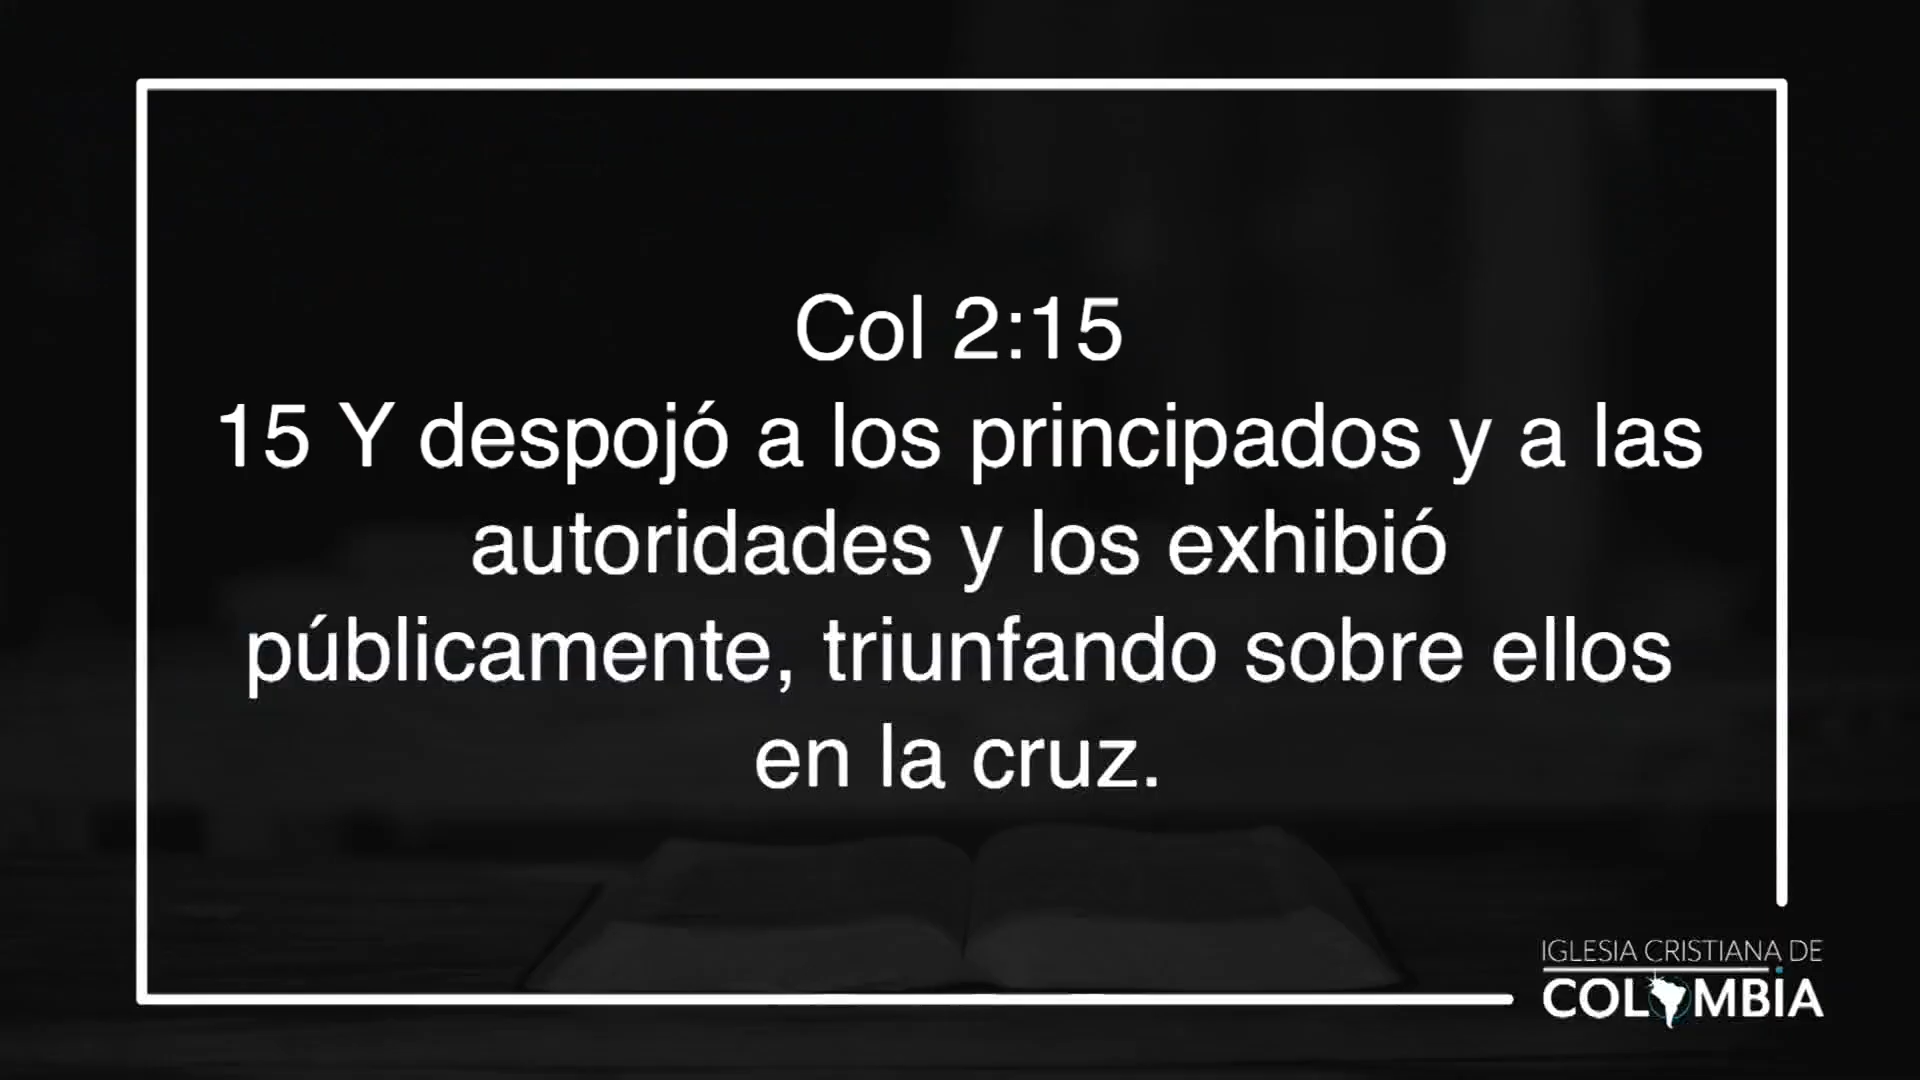 Col 2:15
15 Y despojó a los principados y a las
autoridades y los exhibió
públicamente, triunfando sobre ellos
en la cruz.
IGLESIA CRISTIANA DE
COLOMBIA